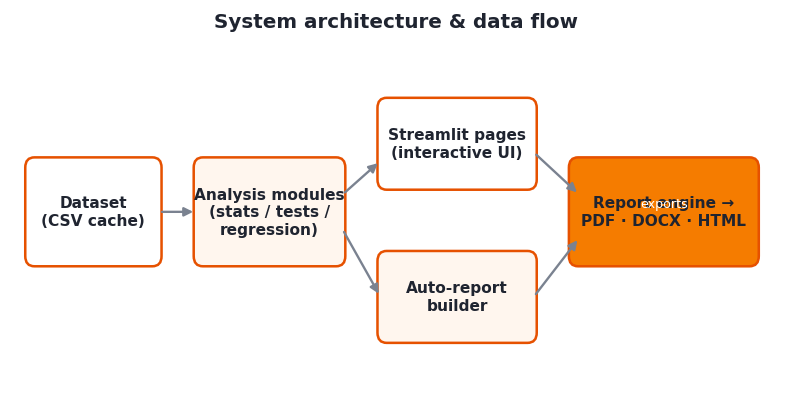 System architecture & data flow
Dataset
(CSV cache)
Analysis modules
(stats / tests /
regression)
Streamlit pages
(interactive UI)
Auto-report
builder
Report engine →
exports
PDF · DOCX · HTML